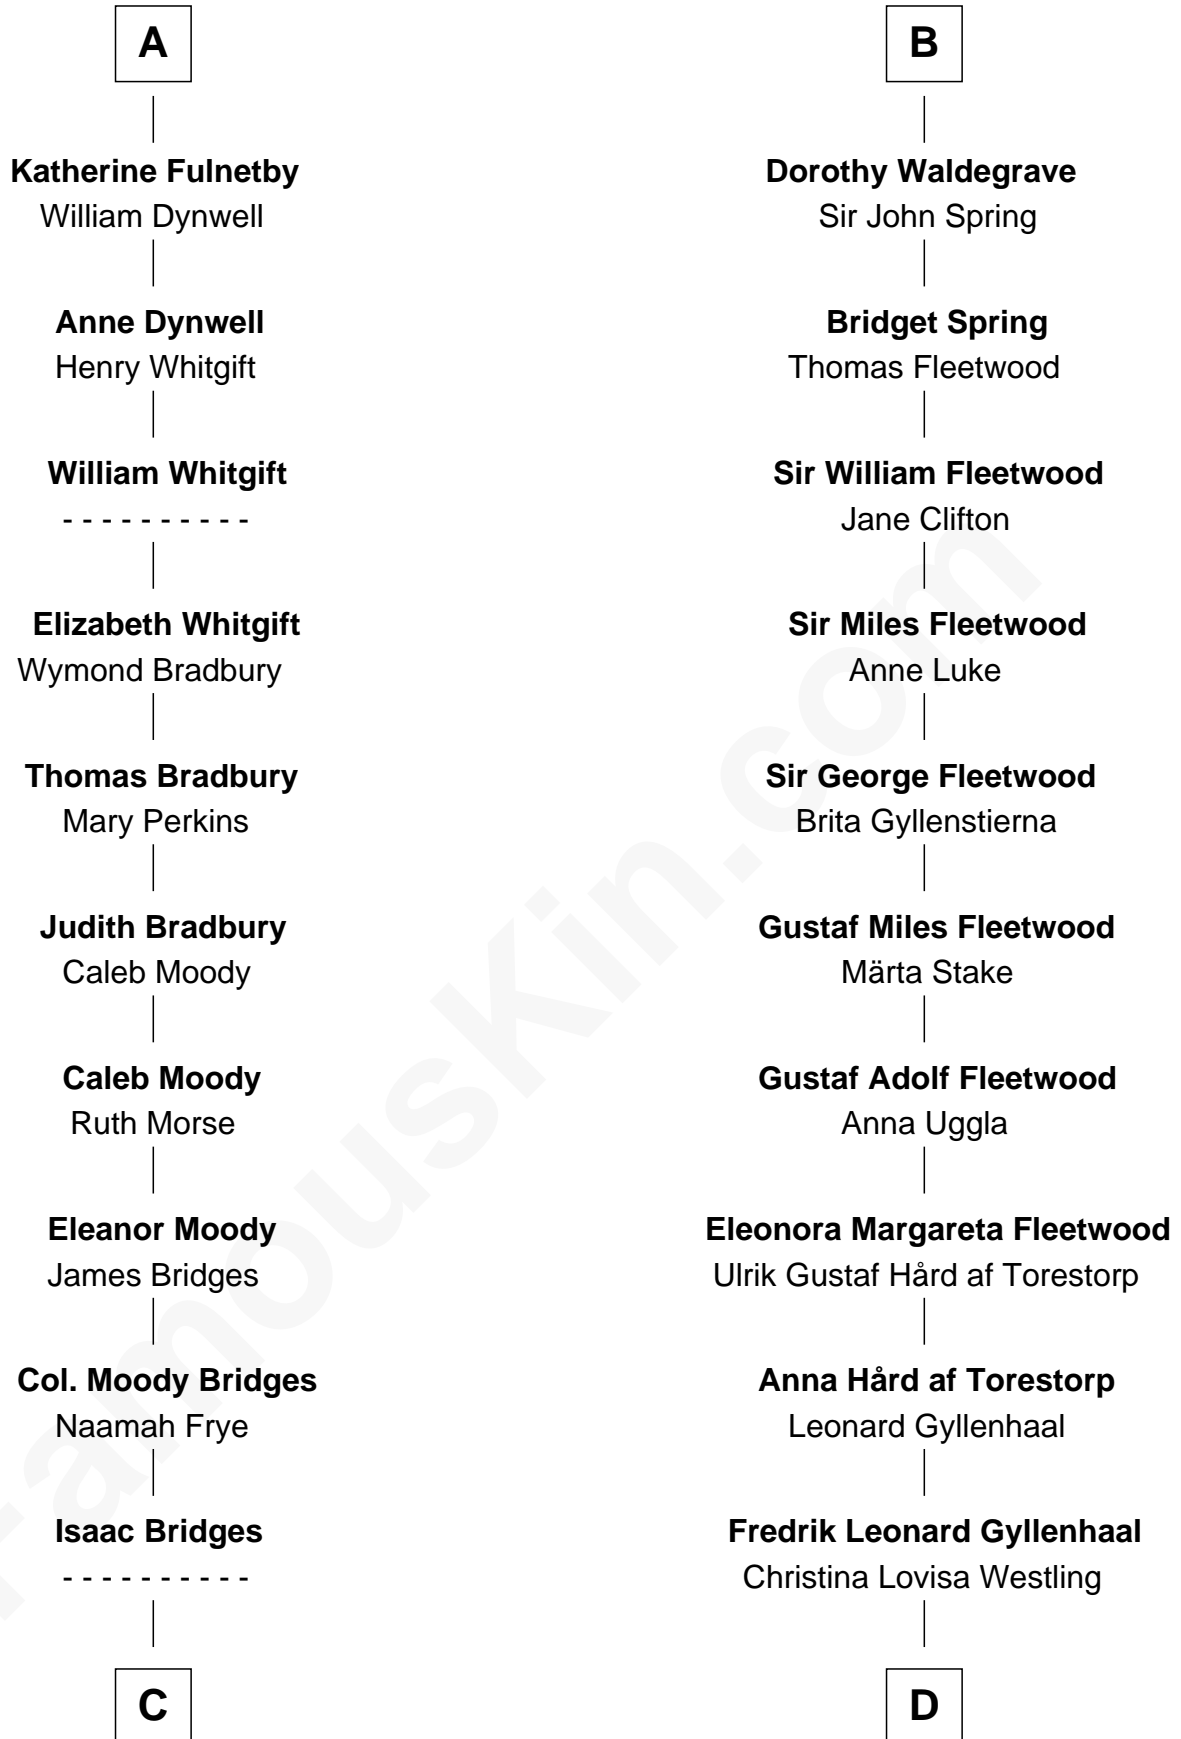 A
Katherine Fulnetby
William Dynwell
Anne Dynwell
Henry Whitgift
William Whitgift
- - - - - - - - - -
Elizabeth Whitgift
Wymond Bradbury
Thomas Bradbury
Mary Perkins
Judith Bradbury
Caleb Moody
Caleb Moody
Ruth Morse
Eleanor Moody
James Bridges
Col. Moody Bridges
Naamah Frye
Isaac Bridges
- - - - - - - - - -
C
B
Dorothy Waldegrave
Sir John Spring
Bridget Spring
Thomas Fleetwood
Sir William Fleetwood
Jane Clifton
Sir Miles Fleetwood
Anne Luke
Sir George Fleetwood
Brita Gyllenstierna
Gustaf Miles Fleetwood
Märta Stake
Gustaf Adolf Fleetwood
Anna Uggla
Eleonora Margareta Fleetwood
Ulrik Gustaf Hård af Torestorp
Anna Hård af Torestorp
Leonard Gyllenhaal
Fredrik Leonard Gyllenhaal
Christina Lovisa Westling
D
FamousKin.com